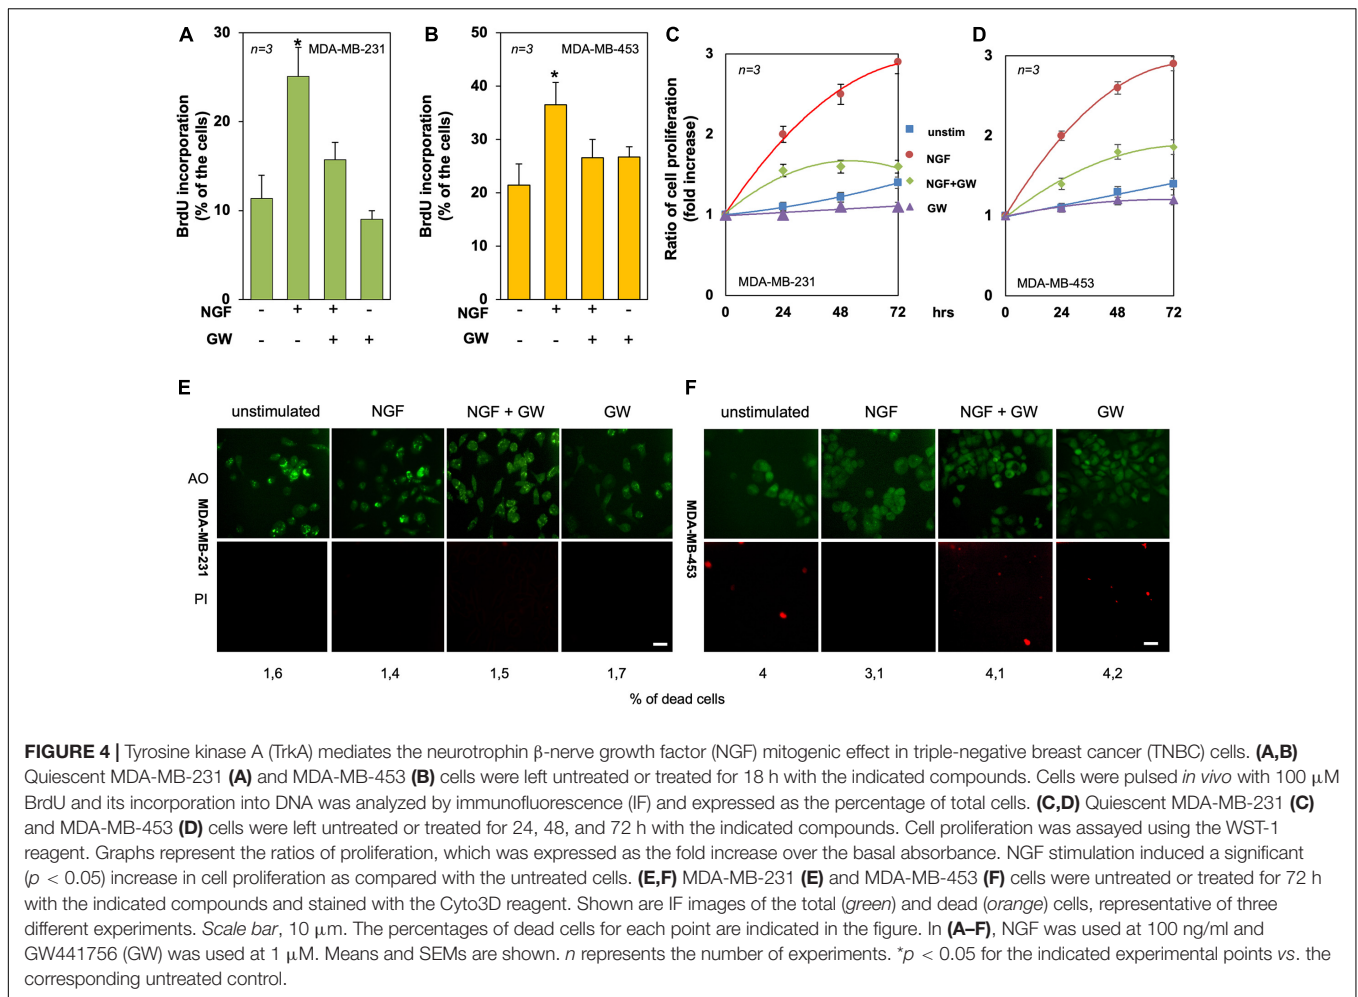 A
30
n=3
MDA-MB-231
*
20
10
0
BrdU incorporation
(% of the cells)
NGF - + + -
GW - - + +
B
50
n=3
MDA-MB-453
*
40
30
20
10
0
BrdU incorporation
(% of the cells)
NGF - + + -
GW - - + +
C
3
n=3
2
1
0
Ratio of cell proliferation
(fold increase)
MDA-MB-231
0 24 48 72 hrs
unstim
NGF
NGF+GW
GW
D
3
n=3
2
1
0
MDA-MB-453
0 24 48 72
E
unstimulated NGF NGF + GW GW
AO
MDA-MB-231
PI
1,6 1,4 1,5 1,7
F
unstimulated NGF NGF + GW GW
MDA-MB-453
4 3,1 4,1 4,2
% of dead cells
FIGURE 4 | Tyrosine kinase A (TrkA) mediates the neurotrophin β-nerve growth factor (NGF) mitogenic effect in triple-negative breast cancer (TNBC) cells. (A,B)
Quiescent MDA-MB-231 (A) and MDA-MB-453 (B) cells were left untreated or treated for 18 h with the indicated compounds. Cells were pulsed in vivo with 100 μM
BrdU and its incorporation into DNA was analyzed by immunofluorescence (IF) and expressed as the percentage of total cells. (C,D) Quiescent MDA-MB-231 (C)
and MDA-MB-453 (D) cells were left untreated or treated for 24, 48, and 72 h with the indicated compounds. Cell proliferation was assayed using the WST-1
reagent. Graphs represent the ratios of proliferation, which was expressed as the fold increase over the basal absorbance. NGF stimulation induced a significant
(p < 0.05) increase in cell proliferation as compared with the untreated cells. (E,F) MDA-MB-231 (E) and MDA-MB-453 (F) cells were untreated or treated for 72 h
with the indicated compounds and stained with the Cyto3D reagent. Shown are IF images of the total (green) and dead (orange) cells, representative of three
different experiments. Scale bar, 10 μm. The percentages of dead cells for each point are indicated in the figure. In (A–F), NGF was used at 100 ng/ml and
GW441756 (GW) was used at 1 μM. Means and SEMs are shown. n represents the number of experiments. *p < 0.05 for the indicated experimental points vs. the
corresponding untreated control.